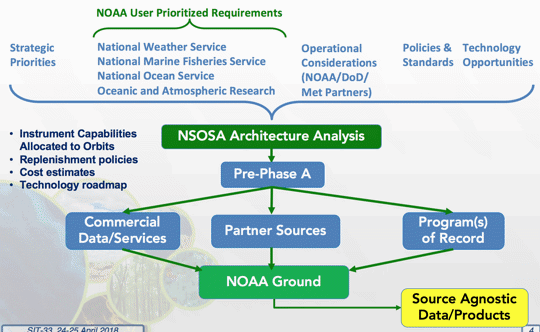 NOAA User Prioritized Requirements
Strategic
Priorities
National Weather Service
National Marine Fisheries Service
National Ocean Service
Oceanic and Atmospheric Research
Operational
Considerations
(NOAA/DoD/
Met Partners)
Policies &
Standards
Technology
Opportunities
NSOSA Architecture Analysis
• Instrument Capabilities
Allocated to Orbits
• Replenishment policies
• Cost estimates
• Technology roadmap
Pre-Phase A
Commercial
Data/Services
Partner Sources
Program(s)
of Record
NOAA Ground
Source Agnostic
Data/Products
SIT-33, 24-25 April 2018
4